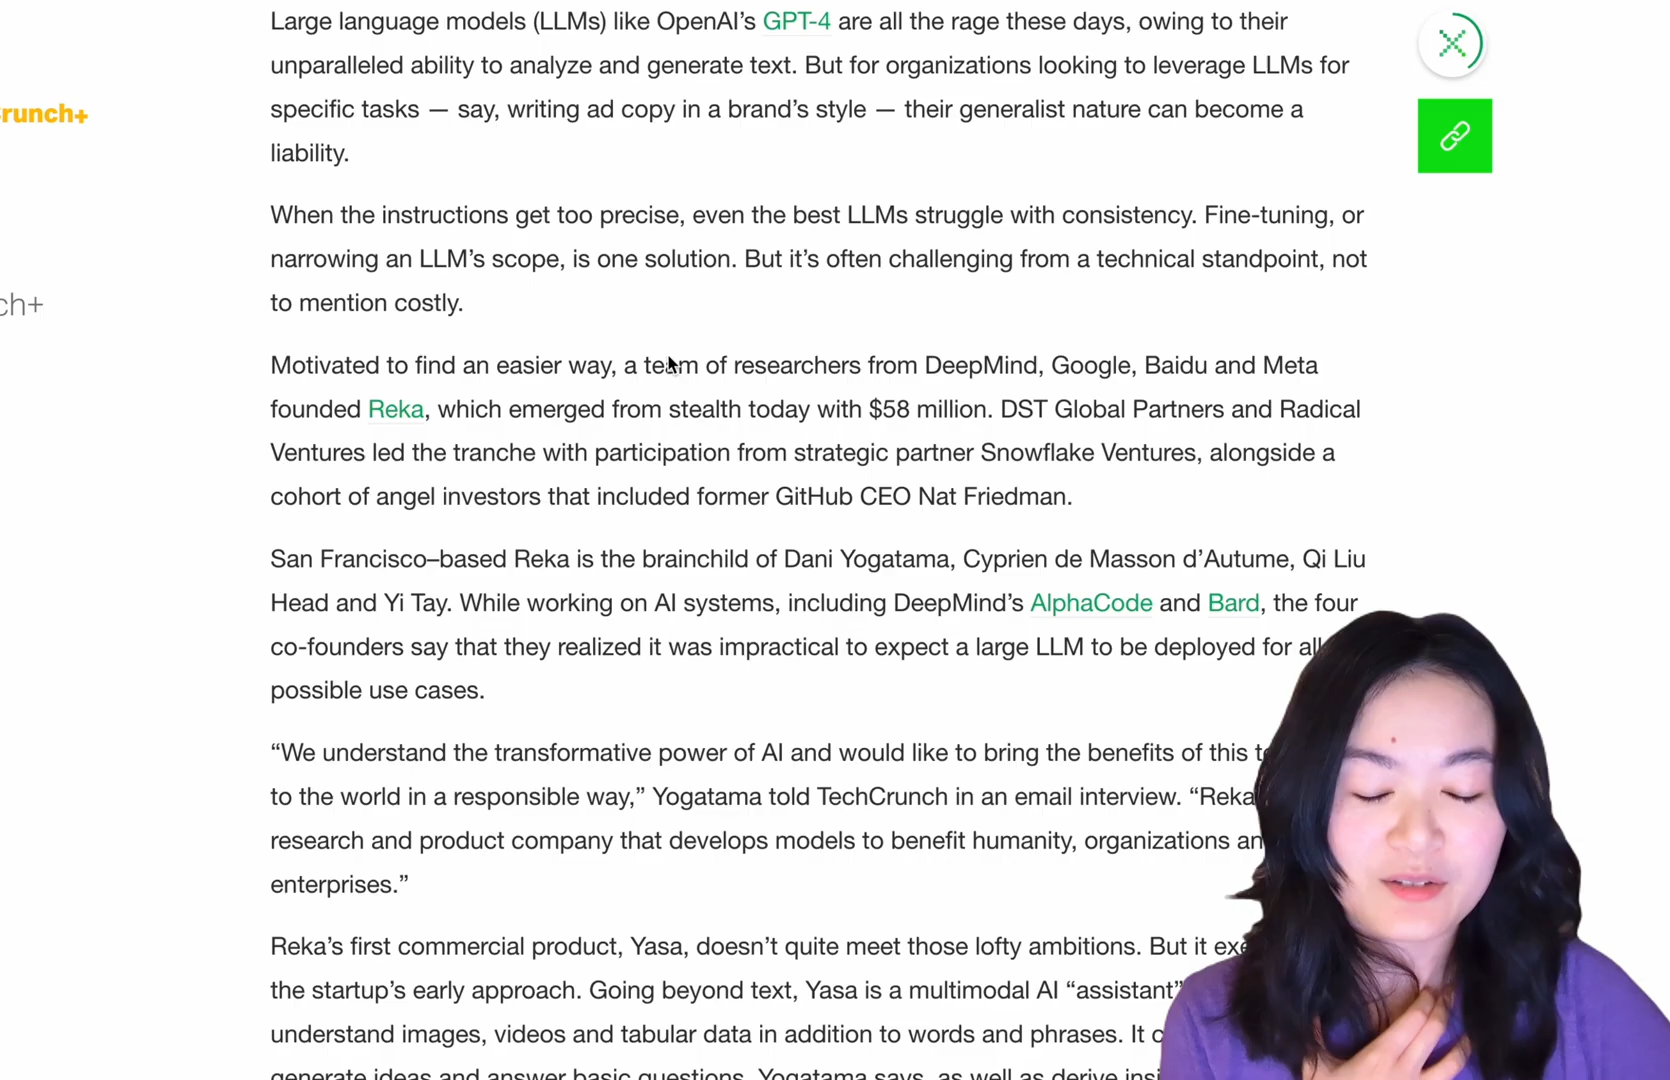 Large language models (LLMs) like OpenAI’s GPT-4 are all the rage these days, owing to their
unparalleled ability to analyze and generate text. But for organizations looking to leverage LLMs for
runch+
specific tasks — say, writing ad copy in a brand’s style — their generalist nature can become a
liability.
When the instructions get too precise, even the best LLMs struggle with consistency. Fine-tuning, or
narrowing an LLM’s scope, is one solution. But it’s often challenging from a technical standpoint, not
ch+
to mention costly.
Motivated to find an easier way, a team of researchers from DeepMind, Google, Baidu and Meta
founded Reka, which emerged from stealth today with $58 million. DST Global Partners and Radical
Ventures led the tranche with participation from strategic partner Snowflake Ventures, alongside a
cohort of angel investors that included former GitHub CEO Nat Friedman.
San Francisco–based Reka is the brainchild of Dani Yogatama, Cyprien de Masson d’Autume, Qi Liu
Head and Yi Tay. While working on AI systems, including DeepMind’s AlphaCode and Bard, the four
co-founders say that they realized it was impractical to expect a large LLM to be deployed for all
possible use cases.
“We understand the transformative power of AI and would like to bring the benefits of this
to the world in a responsible way,” Yogatama told TechCrunch in an email interview. “Reka
research and product company that develops models to benefit humanity, organizations
enterprises.”
Reka’s first commercial product, Yasa, doesn’t quite meet those lofty ambitions. But it
the startup’s early approach. Going beyond text, Yasa is a multimodal AI “assistant”
understand images, videos and tabular data in addition to words and phrases. It
generate ideas and answer basic questions, Yogatama says, as well as derive